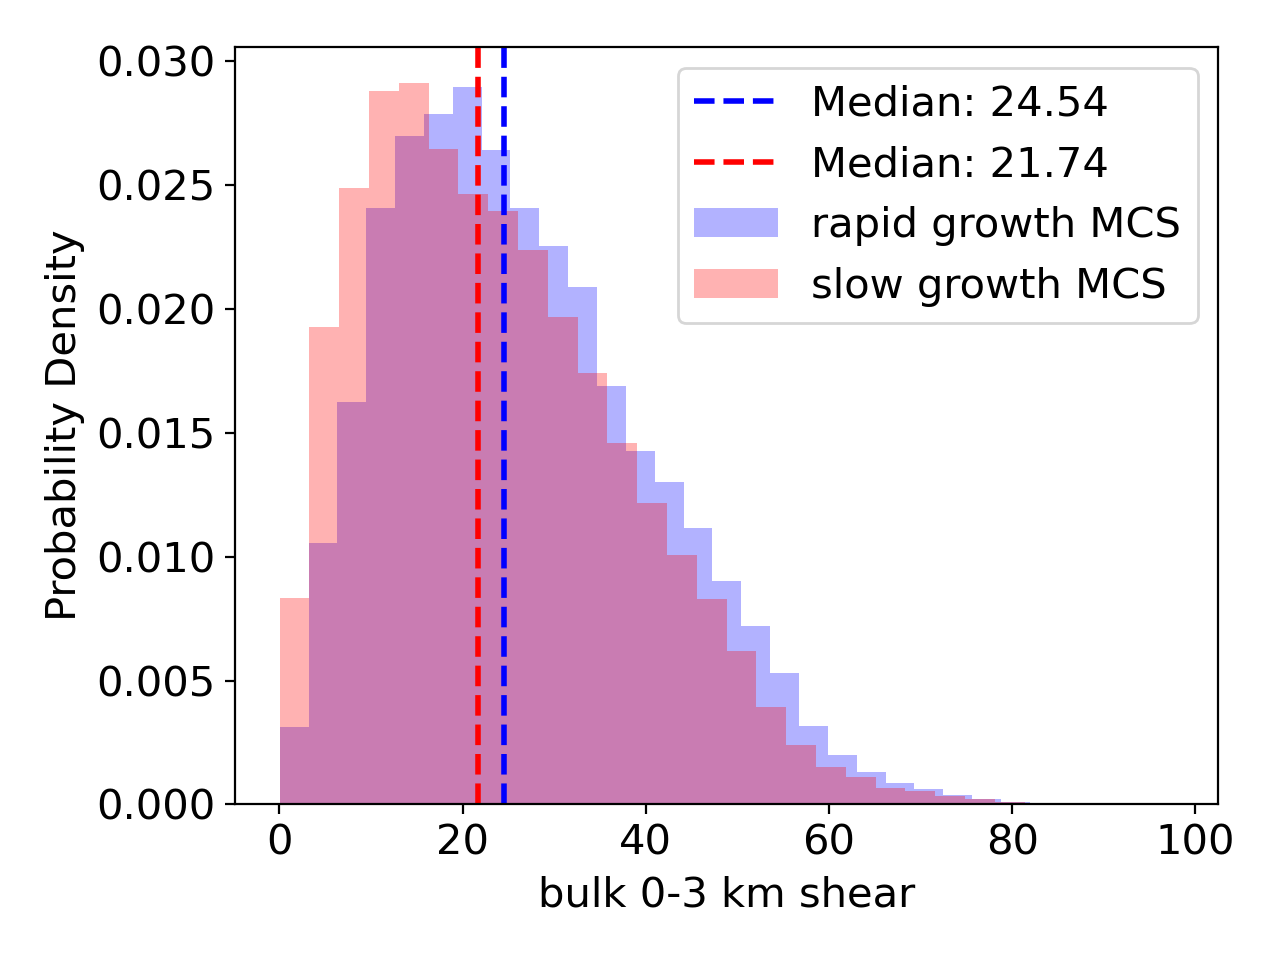 0.030
0.025
0.020
0.015
0.010
0.005
0.000
Probability Density
Median: 24.54
Median: 21.74
rapid growth MCS
slow growth MCS
0 20 40 60 80 100
bulk 0-3 km shear